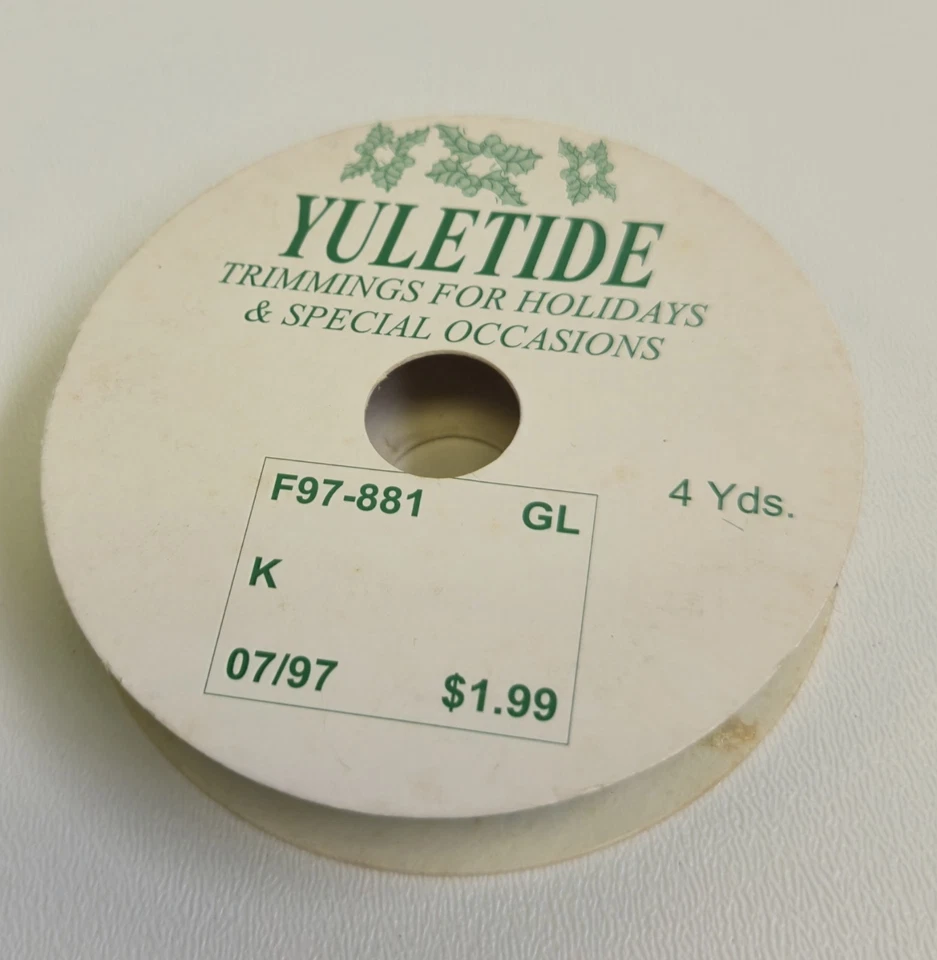 YULETIDE
TRIMMINGS FOR HOLIDAYS
& SPECIAL OCCASIONS
F97-881 GL
4 Yds.
K
07/97 $1.99